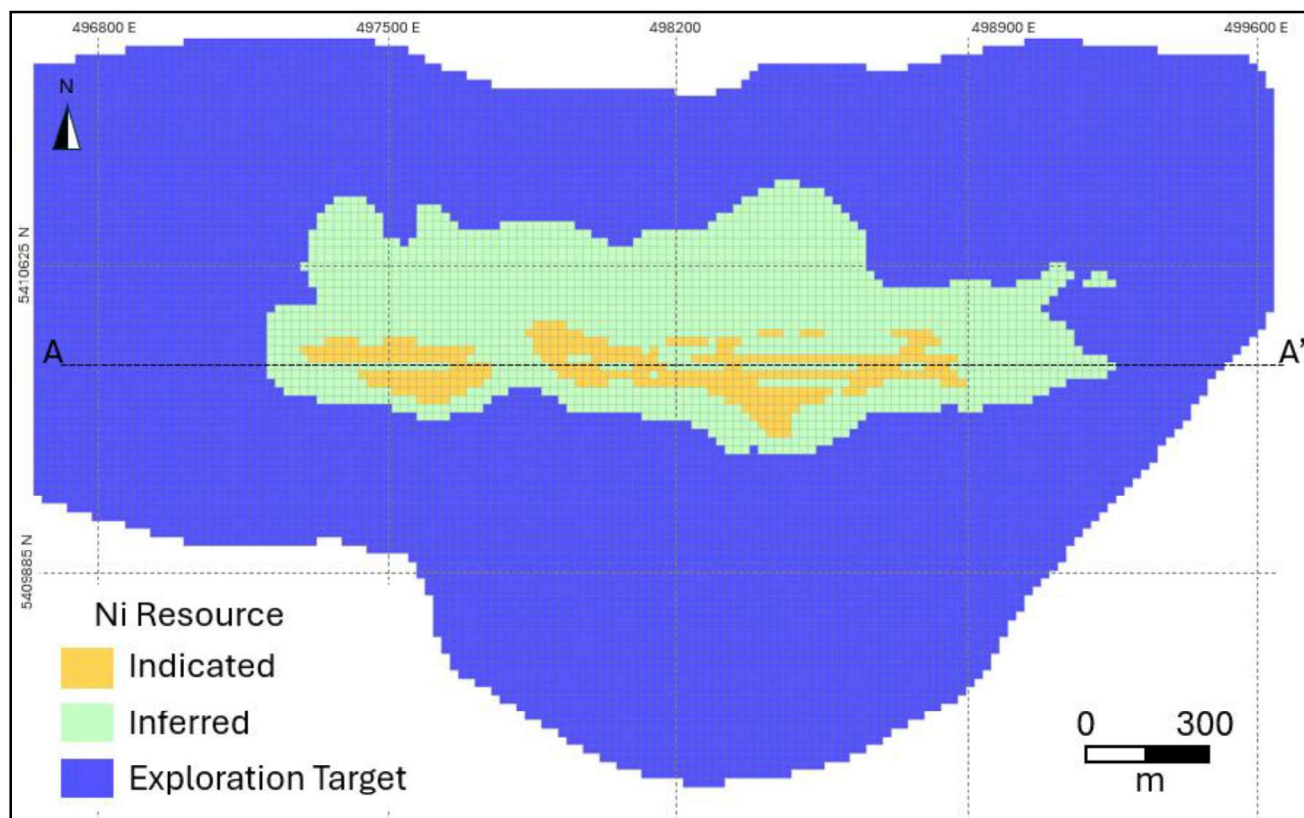 496800 E
497500 E
498200
498900 E
499600 E
N
5410625 N
A
A'
5409885 N
Ni Resource
Indicated
Inferred
Exploration Target
0 300
m